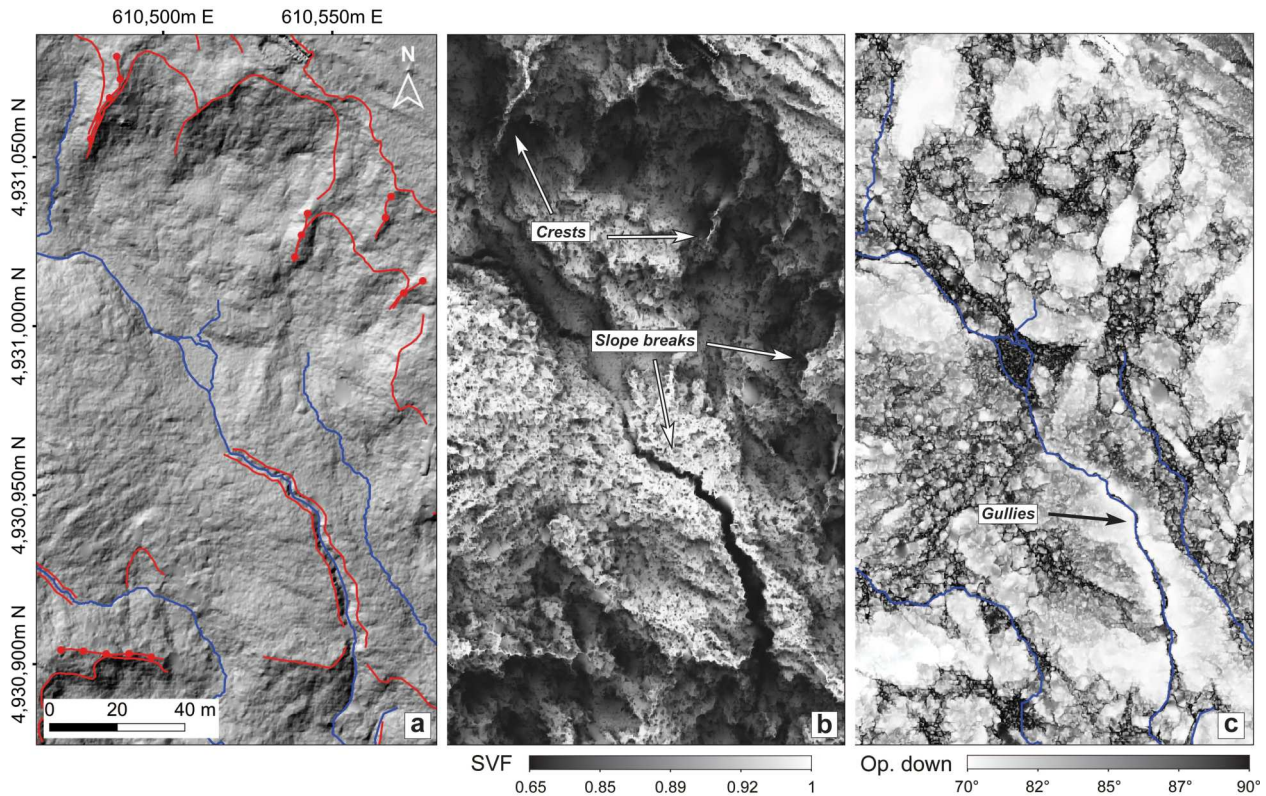 610,500m E 610,550m E
N
4,931,050m N
4,931,000m N
4,930,950m N
4,930,900m N
Crests
Slope breaks
Gullies
0 20 40 m
a
b
c
SVF
0.65 0.85 0.89 0.92 1
Op. down
70° 82° 85° 87° 90°